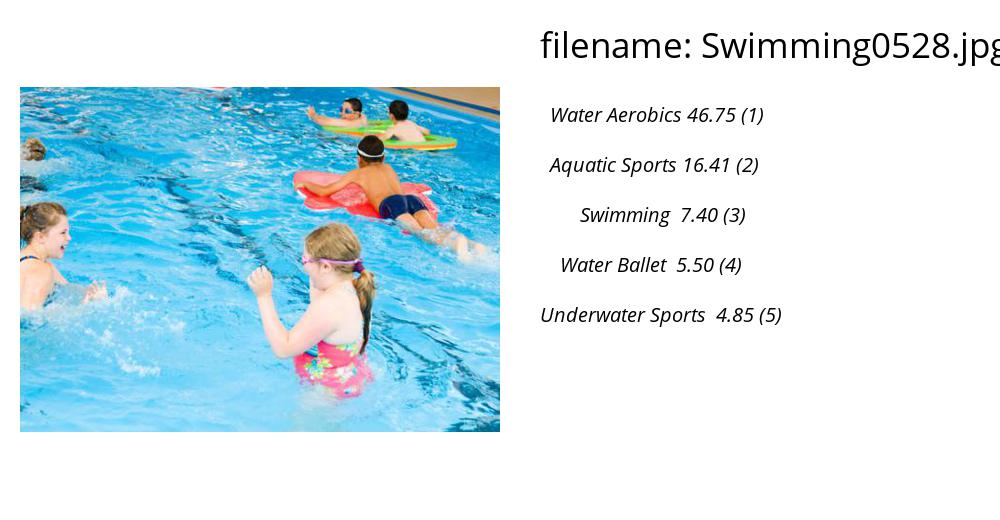 filename: Swimming0528.jpg
Water Aerobics 46.75 (1)
Aquatic Sports 16.41 (2)
Swimming 7.40 (3)
Water Ballet 5.50 (4)
Underwater Sports 4.85 (5)